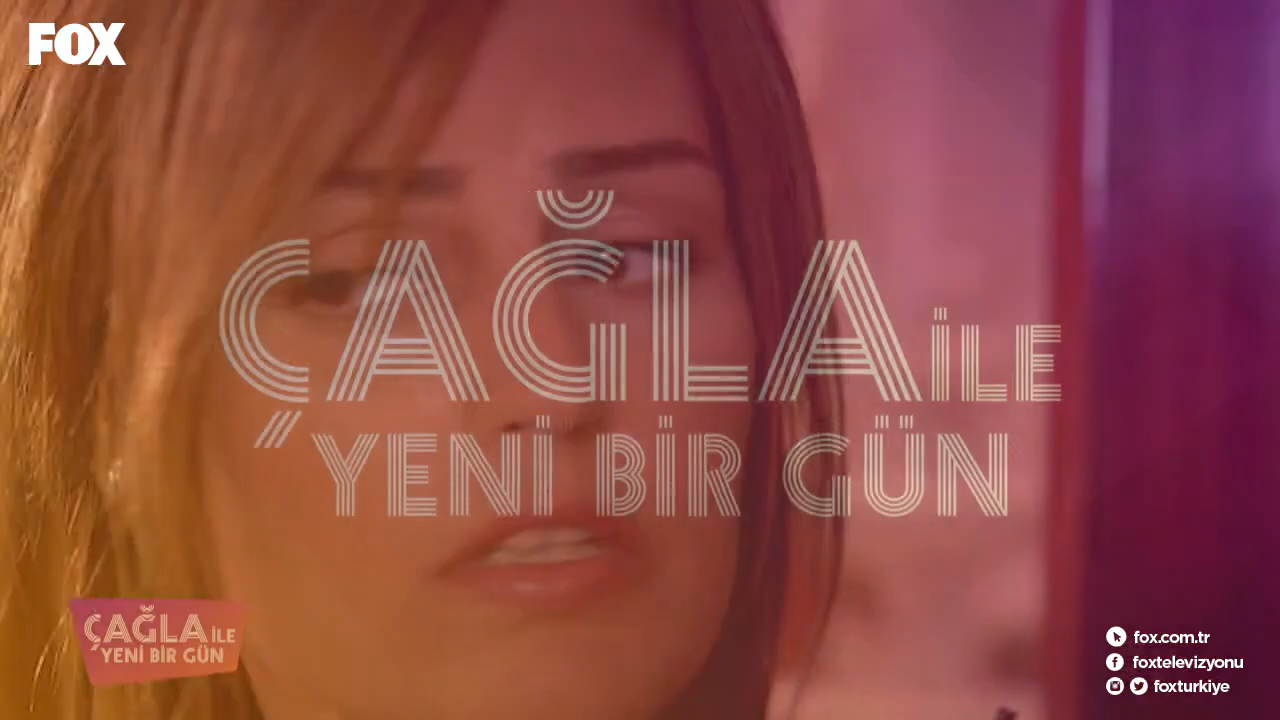 FOX
ÇAĞLA İLE
YENİ BİR GÜN
ÇAĞLA İLE
YENİ BİR GÜN
fox.com.tr
foxtelevizyonu
foxturkiye